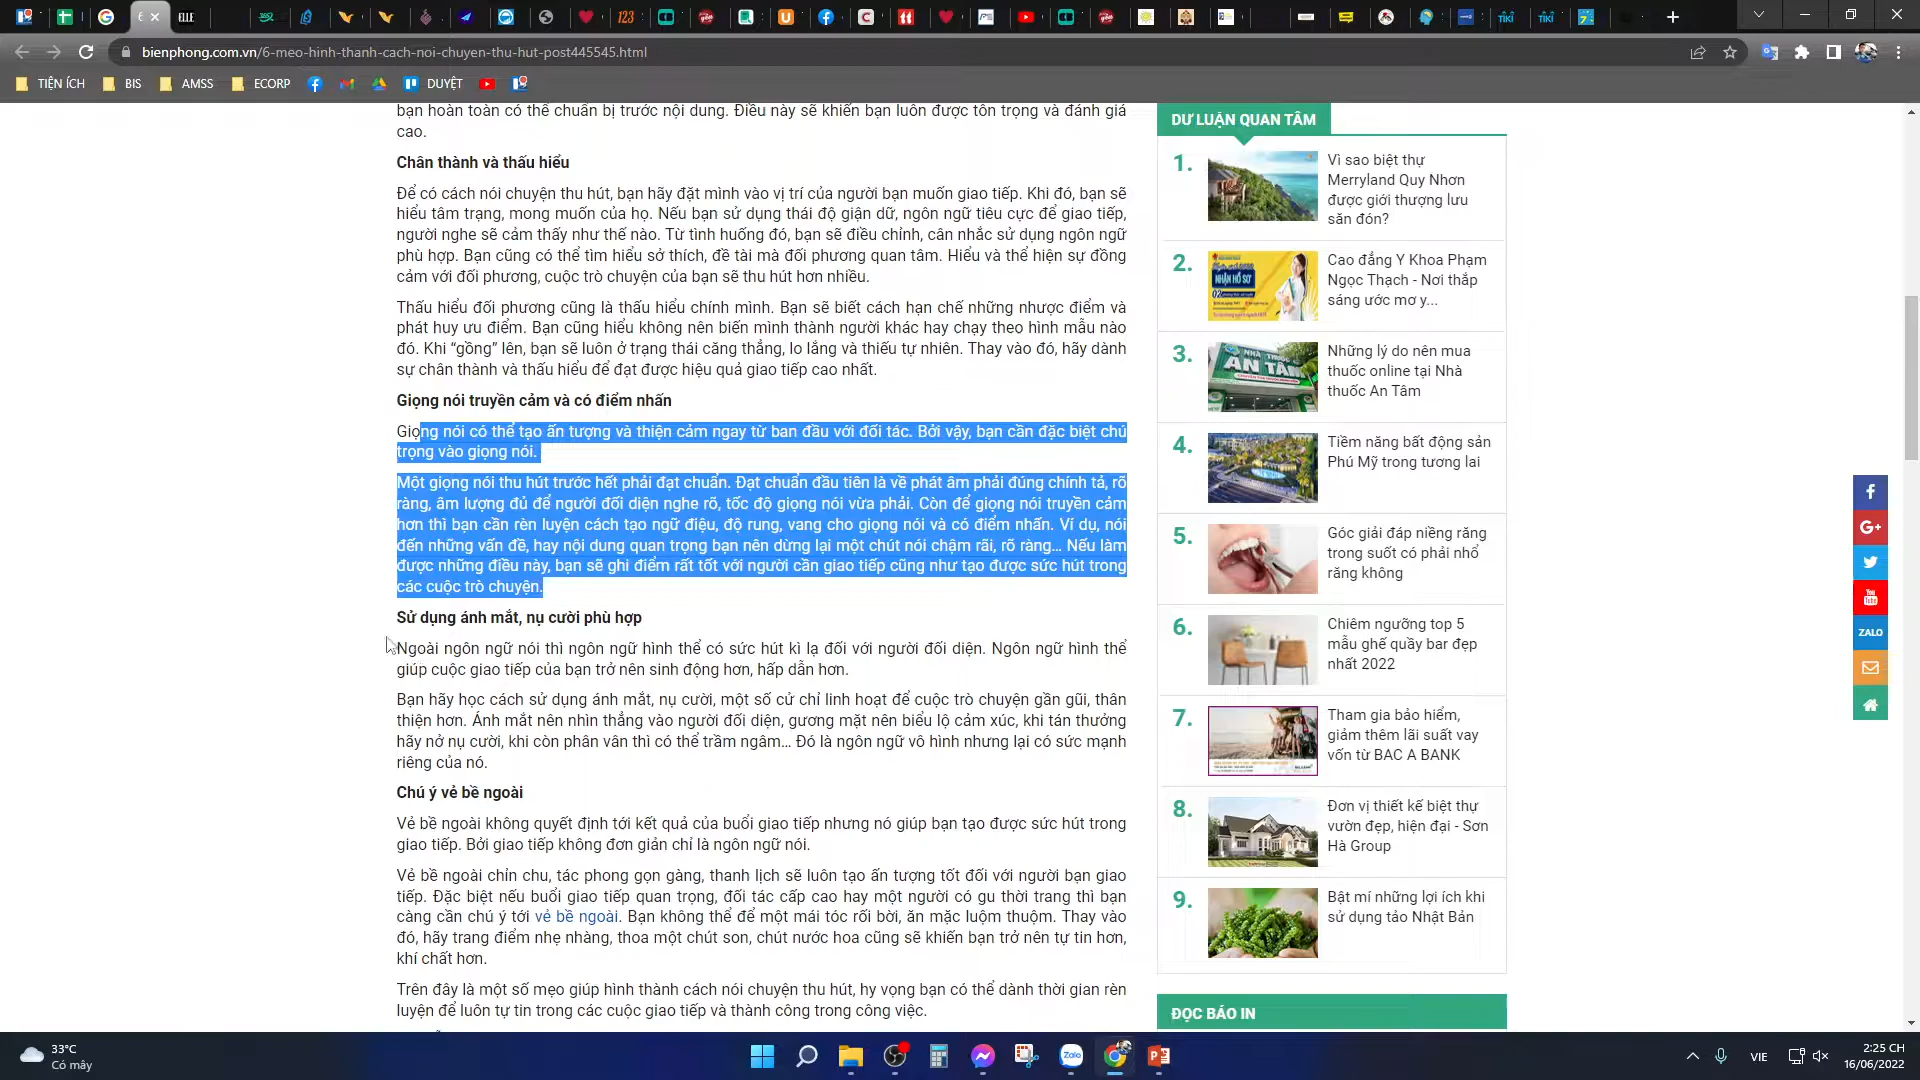 ELLE
123
TIKI
TIKI
bienphong.com.vn/6-meo-hinh-thanh-cach-noi-chuyen-thu-hut-post445545.html
TIỆN ÍCH
BIS
AMSS
ECORP
DUYỆT
bạn hoàn toàn có thể chuẩn bị trước nội dung. Điều này sẽ khiến bạn luôn được tôn trọng và đánh giá
cao.
Chân thành và thấu hiểu
Để có cách nói chuyện thu hút, bạn hãy đặt mình vào vị trí của người bạn muốn giao tiếp. Khi đó, bạn sẽ
hiểu tâm trạng, mong muốn của họ. Nếu bạn sử dụng thái độ giận dữ, ngôn ngữ tiêu cực để giao tiếp,
người nghe sẽ cảm thấy như thế nào. Từ tình huống đó, bạn sẽ điều chỉnh, cân nhắc sử dụng ngôn ngữ
phù hợp. Bạn cũng có thể tìm hiểu sở thích, đề tài mà đối phương quan tâm. Hiểu và thể hiện sự đồng
cảm với đối phương, cuộc trò chuyện của bạn sẽ thu hút hơn nhiều.
Thấu hiểu đối phương cũng là thấu hiểu chính mình. Bạn sẽ biết cách hạn chế những nhược điểm và
phát huy ưu điểm. Bạn cũng hiểu không nên biến mình thành người khác hay chạy theo hình mẫu nào
đó. Khi “gồng” lên, bạn sẽ luôn ở trạng thái căng thẳng, lo lắng và thiếu tự nhiên. Thay vào đó, hãy dành
sự chân thành và thấu hiểu để đạt được hiệu quả giao tiếp cao nhất.
Giọng nói truyền cảm và có điểm nhấn
Giọng nói có thể tạo ấn tượng và thiện cảm ngay từ ban đầu với đối tác. Bởi vậy, bạn cần đặc biệt chú
trọng vào giọng nói.
Một giọng nói thu hút trước hết phải đạt chuẩn. Đạt chuẩn đầu tiên là về phát âm phải đúng chính tả, rõ
ràng, âm lượng đủ để người đối diện nghe rõ, tốc độ giọng nói vừa phải. Còn để giọng nói truyền cảm
hơn thì bạn cần rèn luyện cách tạo ngữ điệu, độ rung, vang cho giọng nói và có điểm nhấn. Ví dụ, nói
đến những vấn đề, hay nội dung quan trọng bạn nên dừng lại một chút nói chậm rãi, rõ ràng… Nếu làm
được những điều này, bạn sẽ ghi điểm rất tốt với người cần giao tiếp cũng như tạo được sức hút trong
các cuộc trò chuyện.
Sử dụng ánh mắt, nụ cười phù hợp
Ngoài ngôn ngữ nói thì ngôn ngữ hình thể có sức hút kì lạ đối với người đối diện. Ngôn ngữ hình thể
giúp cuộc giao tiếp của bạn trở nên sinh động hơn, hấp dẫn hơn.
Bạn hãy học cách sử dụng ánh mắt, nụ cười, một số cử chỉ linh hoạt để cuộc trò chuyện gần gũi, thân
thiện hơn. Ánh mắt nên nhìn thẳng vào người đối diện, gương mặt nên biểu lộ cảm xúc, khi tán thưởng
hãy nở nụ cười, khi còn phân vân thì có thể trầm ngâm… Đó là ngôn ngữ vô hình nhưng lại có sức mạnh
riêng của nó.
Chú ý vẻ bề ngoài
Vẻ bề ngoài không quyết định tới kết quả của buổi giao tiếp nhưng nó giúp bạn tạo được sức hút trong
giao tiếp. Bởi giao tiếp không đơn giản chỉ là ngôn ngữ nói.
Vẻ bề ngoài chỉn chu, tác phong gọn gàng, thanh lịch sẽ luôn tạo ấn tượng tốt đối với người bạn giao
tiếp. Đặc biệt nếu buổi giao tiếp quan trọng, đối tác cấp cao hay một người có gu thời trang thì bạn
càng cần chú ý tới vẻ bề ngoài. Bạn không thể để một mái tóc rối bời, ăn mặc luộm thuộm. Thay vào
đó, hãy trang điểm nhẹ nhàng, thoa một chút son, chút nước hoa cũng sẽ khiến bạn trở nên tự tin hơn,
khí chất hơn.
Trên đây là một số mẹo giúp hình thành cách nói chuyện thu hút, hy vọng bạn có thể dành thời gian rèn
luyện để luôn tự tin trong các cuộc giao tiếp và thành công trong công việc.
DƯ LUẬN QUAN TÂM
1.
Vì sao biệt thự
Merryland Quy Nhơn
được giới thượng lưu
săn đón?
2.
NHẬN HỒ SƠ
Cao đẳng Y Khoa Phạm
Ngọc Thạch - Nơi thắp
sáng ước mơ y...
3.
NHÀ THUỐC
AN TÂM
Những lý do nên mua
thuốc online tại Nhà
thuốc An Tâm
4.
Tiềm năng bất động sản
Phú Mỹ trong tương lai
5.
Góc giải đáp niềng răng
trong suốt có phải nhổ
răng không
6.
Chiêm ngưỡng top 5
mẫu ghế quầy bar đẹp
nhất 2022
7.
Tham gia bảo hiểm,
giảm thêm lãi suất vay
vốn từ BAC A BANK
8.
Đơn vị thiết kế biệt thự
vườn đẹp, hiện đại - Sơn
Hà Group
9.
Bật mí những lợi ích khi
sử dụng tảo Nhật Bản
ĐỌC BÁO IN
G+
You
ZALO
33°C
Có mây
Zalo
VIE
2:25 CH
16/06/2022